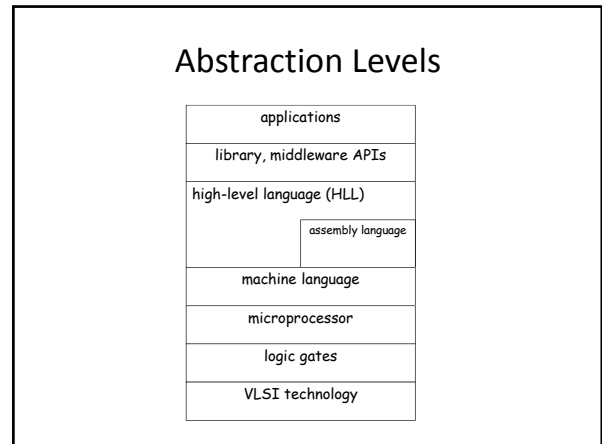 Abstraction Levels
applications
library, middleware APIs
high-level language (HLL)
assembly language
machine language
microprocessor
logic gates
VLSI technology